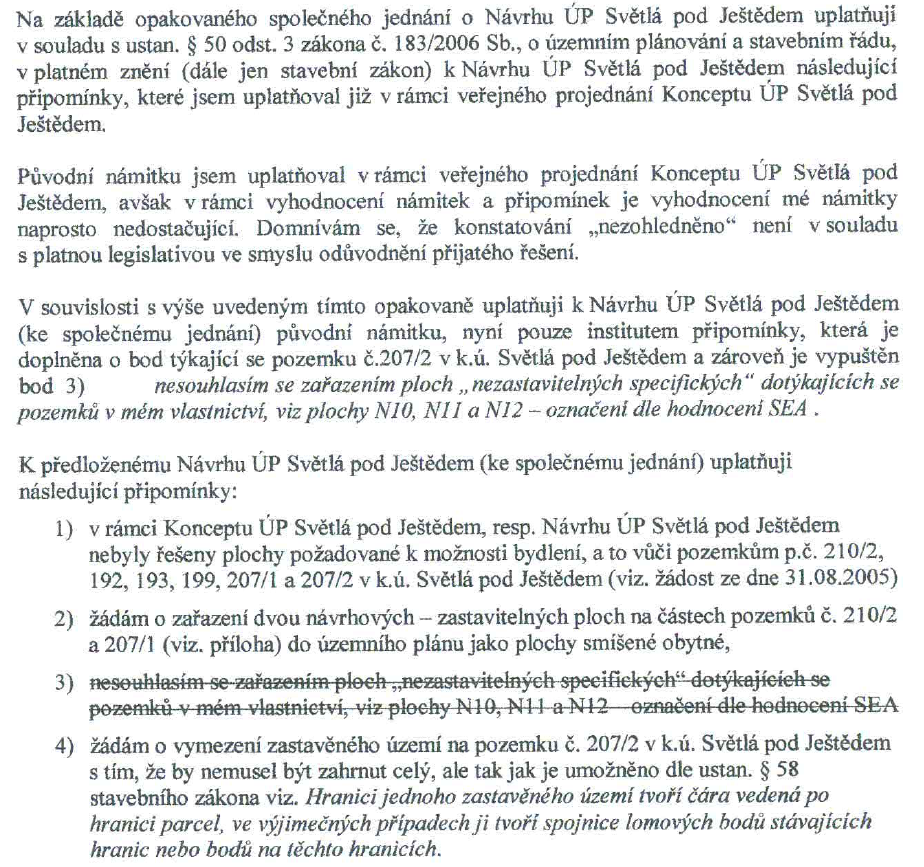 Na základě opakovaného společného jednání o Návrhu ÚP Světlá pod Ještědem uplatňuji
v souladu s ustan. § 50 odst. 3 zákona č. 183/2006 Sb., o územním plánování a stavebním řádu,
v platném znění (dále jen stavební zákon) k Návrhu ÚP Světlá pod Ještědem následující
připomínky, které jsem uplatňoval již v rámci veřejného projednání Konceptu ÚP Světlá pod
Ještědem.
Původní námitku jsem uplatňoval v rámci veřejného projednání Konceptu ÚP Světlá pod
Ještědem, avšak v rámci vyhodnocení námitek a připomínek je vyhodnocení mé námitky
naprosto nedostačující. Domnívám se, že konstatování „nezohledněno“ není v souladu
s platnou legislativou ve smyslu odůvodnění přijatého řešení.
V souvislosti s výše uvedeným tímto opakovaně uplatňuji k Návrhu ÚP Světlá pod Ještědem
(ke společnému jednání) původní námitku, nyní pouze institutem připomínky, která je
doplněna o bod týkající se pozemku č.207/2 v k.ú. Světlá pod Ještědem a zároveň je vypuštěn
bod 3) nesouhlasím se zařazením ploch „nezastavitelných specifických“ dotýkajících se
pozemků v mém vlastnictví, viz plochy N10, N11 a N12 – označení dle hodnocení SEA .
K předloženému Návrhu ÚP Světlá pod Ještědem (ke společnému jednání) uplatňuji
následující připomínky:
1) v rámci Konceptu ÚP Světlá pod Ještědem, resp. Návrhu ÚP Světlá pod Ještědem
nebyly řešeny plochy požadované k možnosti bydlení, a to vůči pozemkům p.č. 210/2,
192, 193, 199, 207/1 a 207/2 v k.ú. Světlá pod Ještědem (viz. žádost ze dne 31.08.2005)
2) žádám o zařazení dvou návrhových – zastavitelných ploch na částech pozemků č. 210/2
a 207/1 (viz. příloha) do územního plánu jako plochy smíšené obytné,
3) nesouhlasím se zařazením ploch „nezastavitelných specifických“ dotýkajících se
pozemků v mém vlastnictví, viz plochy N10, N11 a N12 – označení dle hodnocení SEA
4) žádám o vymezení zastavěného území na pozemku č. 207/2 v k.ú. Světlá pod Ještědem
s tím, že by nemusel být zahrnut celý, ale tak jak je umožněno dle ustan. § 58
stavebního zákona viz. Hranici jednoho zastavěného území tvoří čára vedená po
hranici parcel, ve výjimečných případech ji tvoří spojnice lomových bodů stávajících
hranic nebo bodů na těchto hranicích.